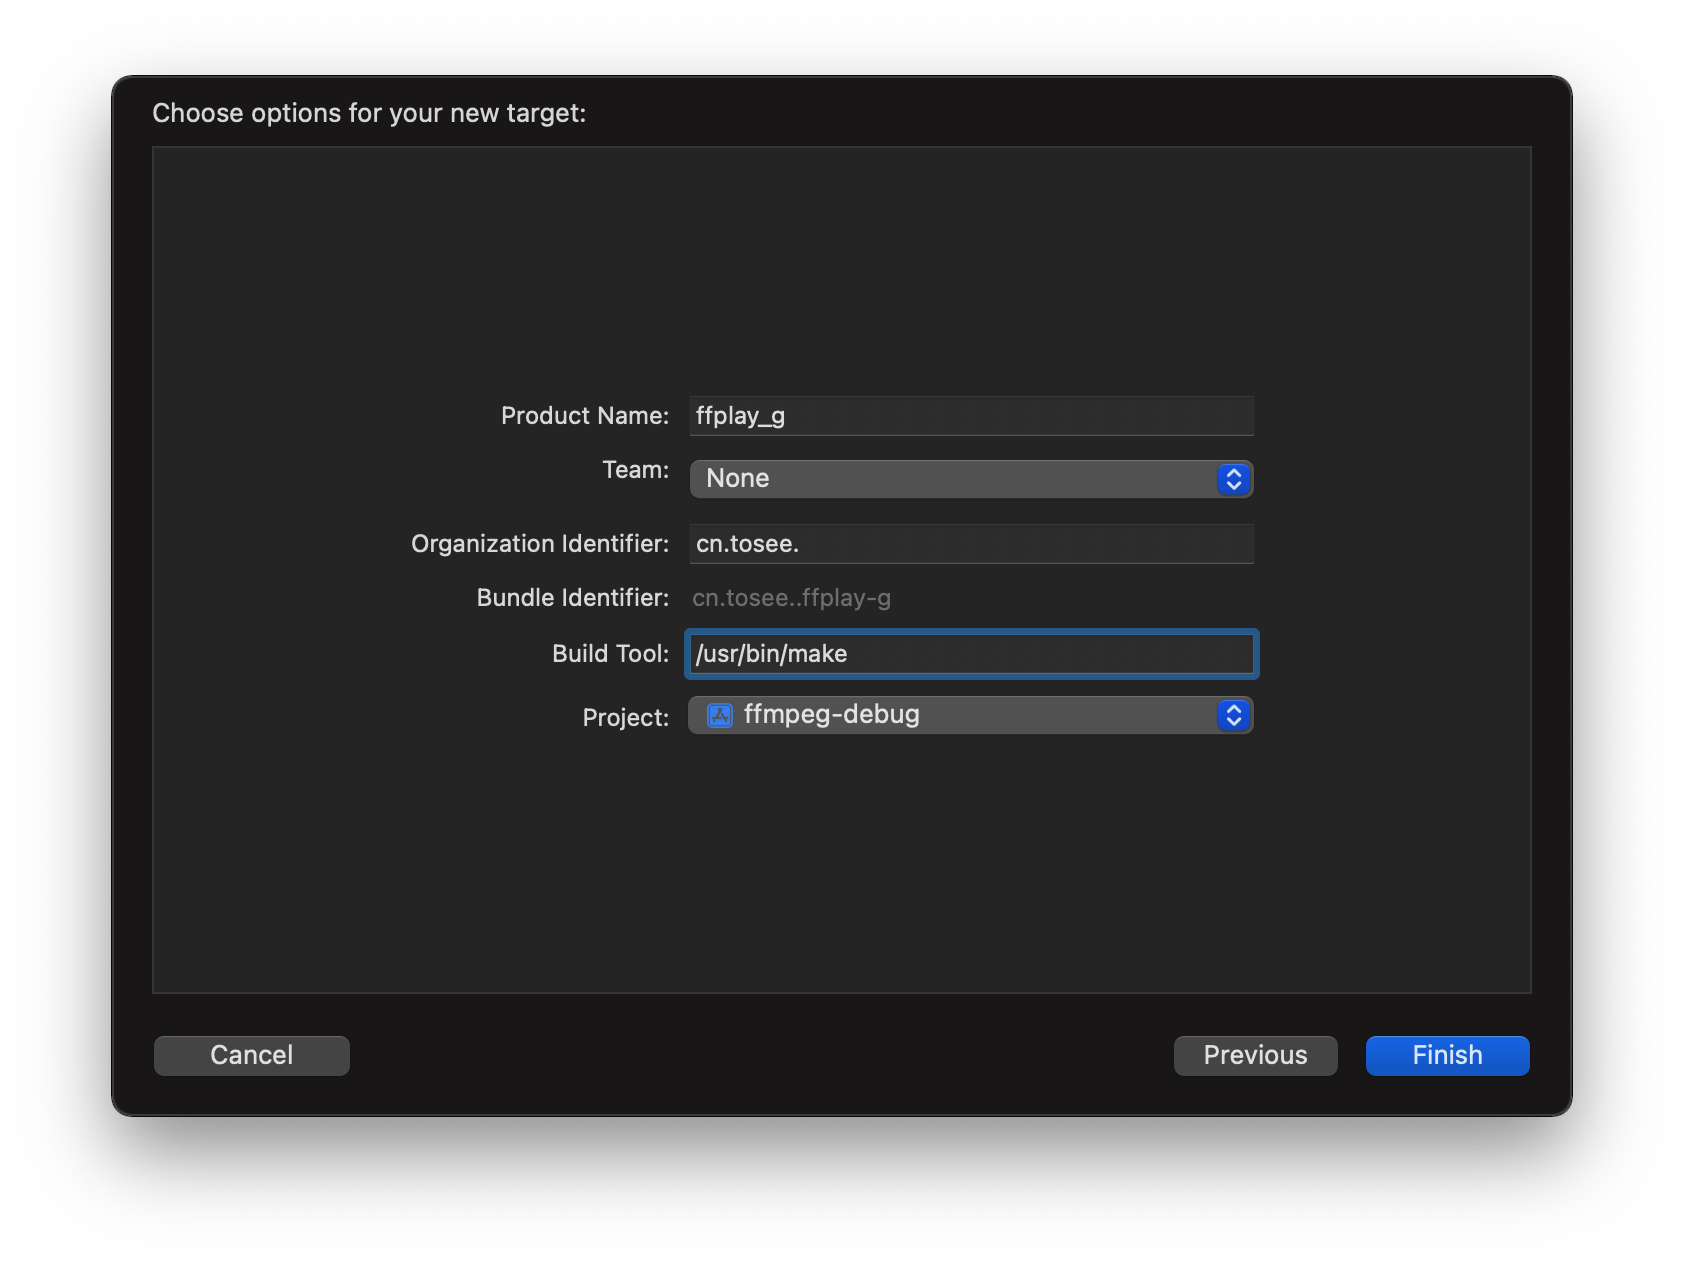 Choose options for your new target:
Product Name: ffplay_g
Team: None
Organization Identifier: cn.tosee.
Bundle Identifier: cn.tosee..ffplay-g
Build Tool: /usr/bin/make
Project: ffmpeg-debug
Cancel Previous Finish